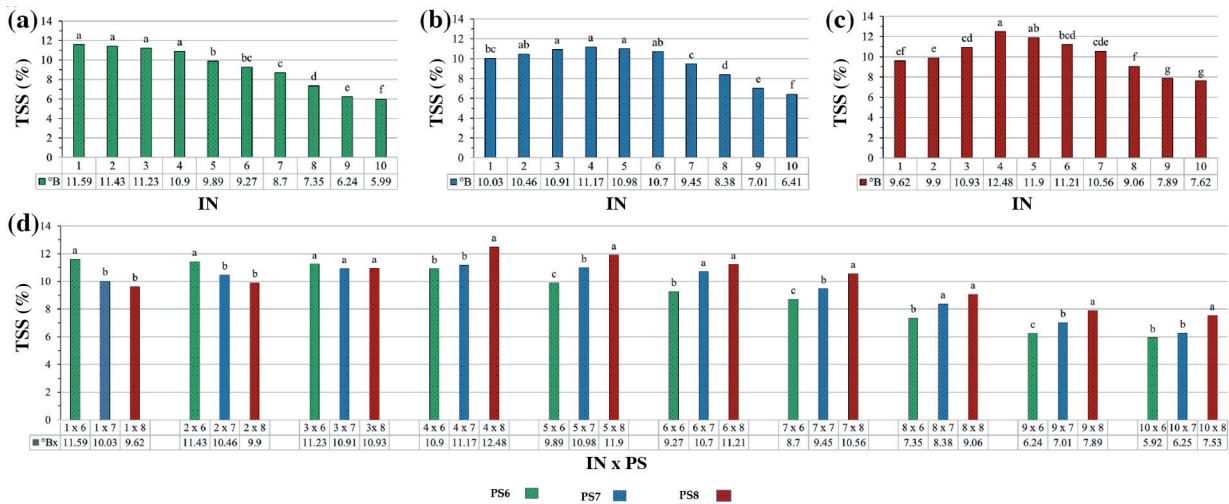 (a)
TSS (%)
14
12
10
8
6
4
2
0
a a a a b bc c d e f
1 2 3 4 5 6 7 8 9 10
°B 11.59 11.43 11.23 10.9 9.89 9.27 8.7 7.35 6.24 5.99
IN
(b)
TSS (%)
14
12
10
8
6
4
2
0
bc ab a a a ab c d e f
1 2 3 4 5 6 7 8 9 10
°B 10.03 10.46 10.91 11.17 10.98 10.7 9.45 8.38 7.01 6.41
IN
(c)
TSS (%)
14
12
10
8
6
4
2
0
ef e cd a ab bcd cde f g g
1 2 3 4 5 6 7 8 9 10
°B 9.62 9.9 10.93 12.48 11.9 11.21 10.56 9.06 7.89 7.62
IN
(d)
TSS (%)
14
12
10
8
6
4
2
0
a b b a b b a a a b b a c b a b a a c b a b a a c b a b b a
1 x 6 1 x 7 1 x 8 2 x 6 2 x 7 2 x 8 3 x 6 3 x 7 3x 8 4 x 6 4 x 7 4 x 8 5 x 6 5 x 7 5 x 8 6 x 6 6 x 7 6 x 8 7 x 6 7 x 7 7 x 8 8 x 6 8 x 7 8 x 8 9 x 6 9 x 7 9 x 8 10 x 6 10 x 7 10 x 8
°Bx 11.59 10.03 9.62 11.43 10.46 9.9 11.23 10.91 10.93 10.9 11.17 12.48 9.89 10.98 11.9 9.27 10.7 11.21 8.7 9.45 10.56 7.35 8.38 9.06 6.24 7.01 7.89 5.92 6.25 7.53
IN x PS
PS6 PS7 PS8